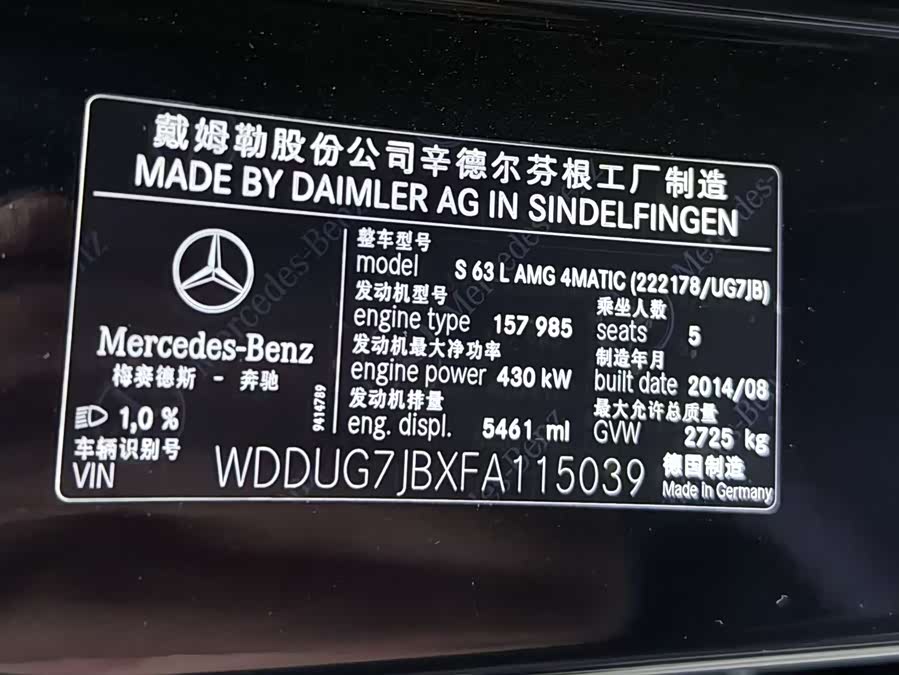 戴姆勒股份公司辛德尔芬根工厂制造
MADE BY DAIMLER AG IN SINDELFINGEN
Mercedes-Benz
梅赛德斯 - 奔驰
1,0 %
整车型号
model S 63 L AMG 4MATIC (222178/UG7JB)
发动机型号 乘坐人数
engine type 157 985 seats 5
发动机最大净功率 制造年月
engine power 430 kW built date 2014/08
发动机排量 最大允许总质量
eng. displ. 5461 ml GVW 2725 kg
9414789
车辆识别号 德国制造
VIN WDDUG7JBXFA115039 Made in Germany